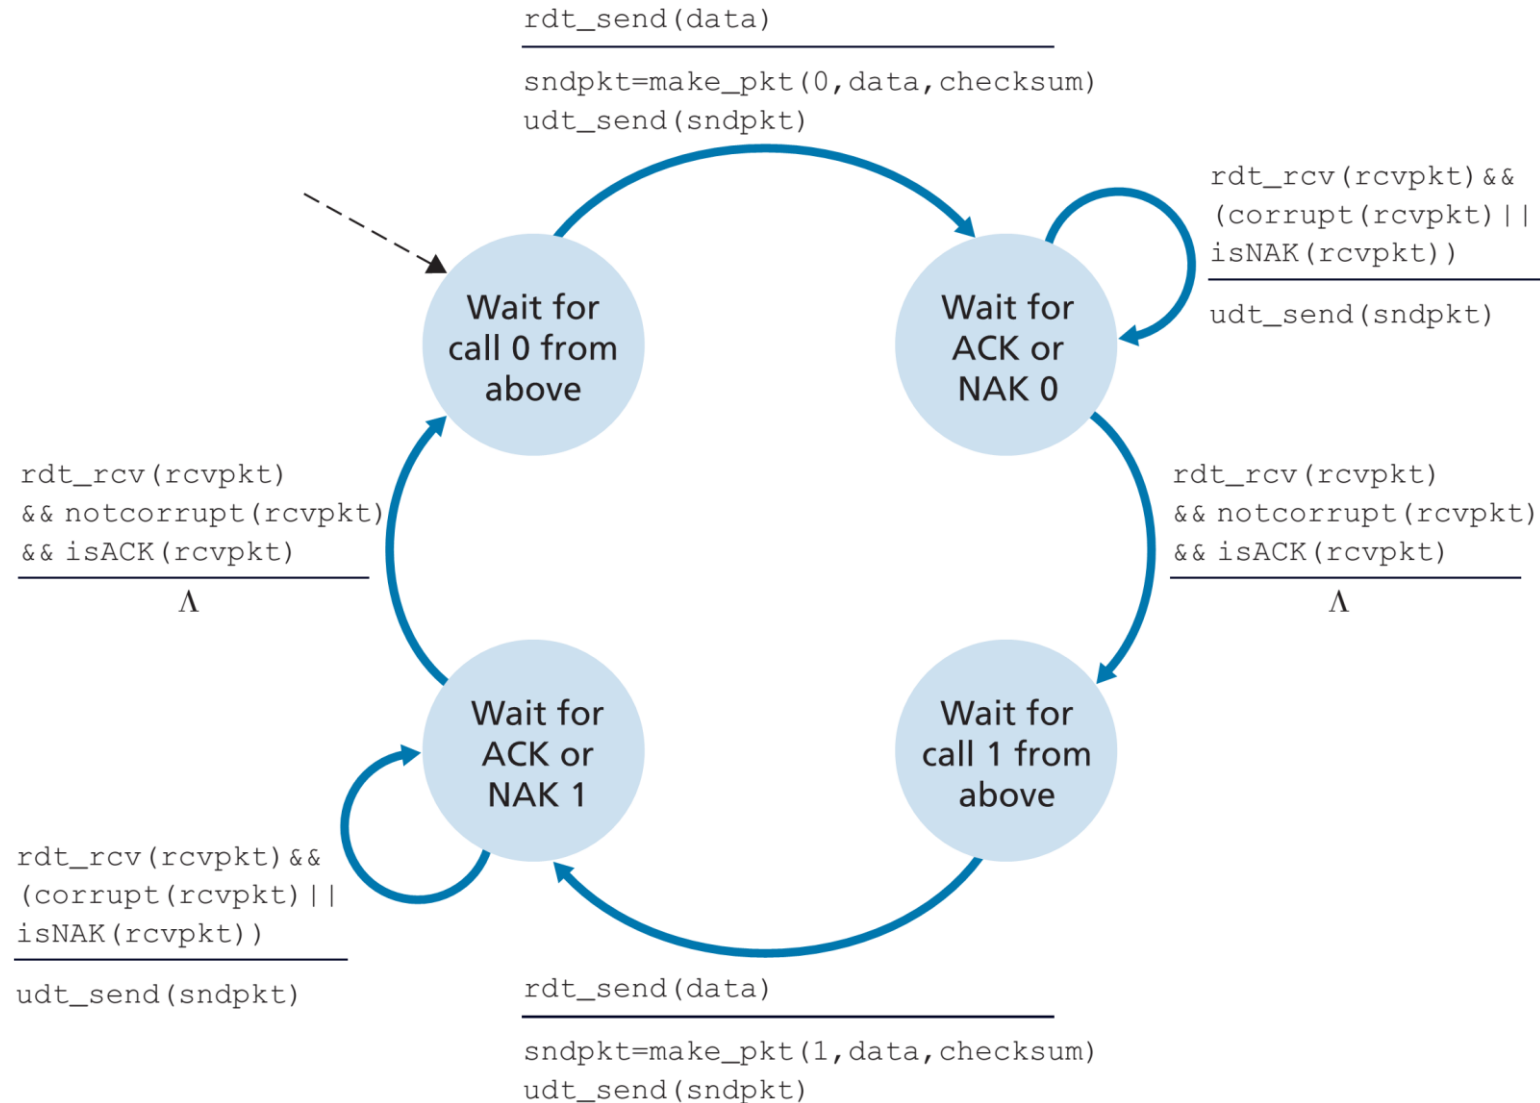 rdt_send(data)
sndpkt=make_pkt(0,data,checksum)
udt_send(sndpkt)
rdt_rcv(rcvpkt)&&
(corrupt(rcvpkt)||
isNAK(rcvpkt))
udt_send(sndpkt)
Wait for
call 0 from
above
Wait for
ACK or
NAK 0
rdt_rcv(rcvpkt)
&& notcorrupt(rcvpkt)
&& isACK(rcvpkt)
Λ
rdt_rcv(rcvpkt)
&& notcorrupt(rcvpkt)
&& isACK(rcvpkt)
Λ
Wait for
ACK or
NAK 1
Wait for
call 1 from
above
rdt_rcv(rcvpkt)&&
(corrupt(rcvpkt)||
isNAK(rcvpkt))
udt_send(sndpkt)
rdt_send(data)
sndpkt=make_pkt(1,data,checksum)
udt_send(sndpkt)